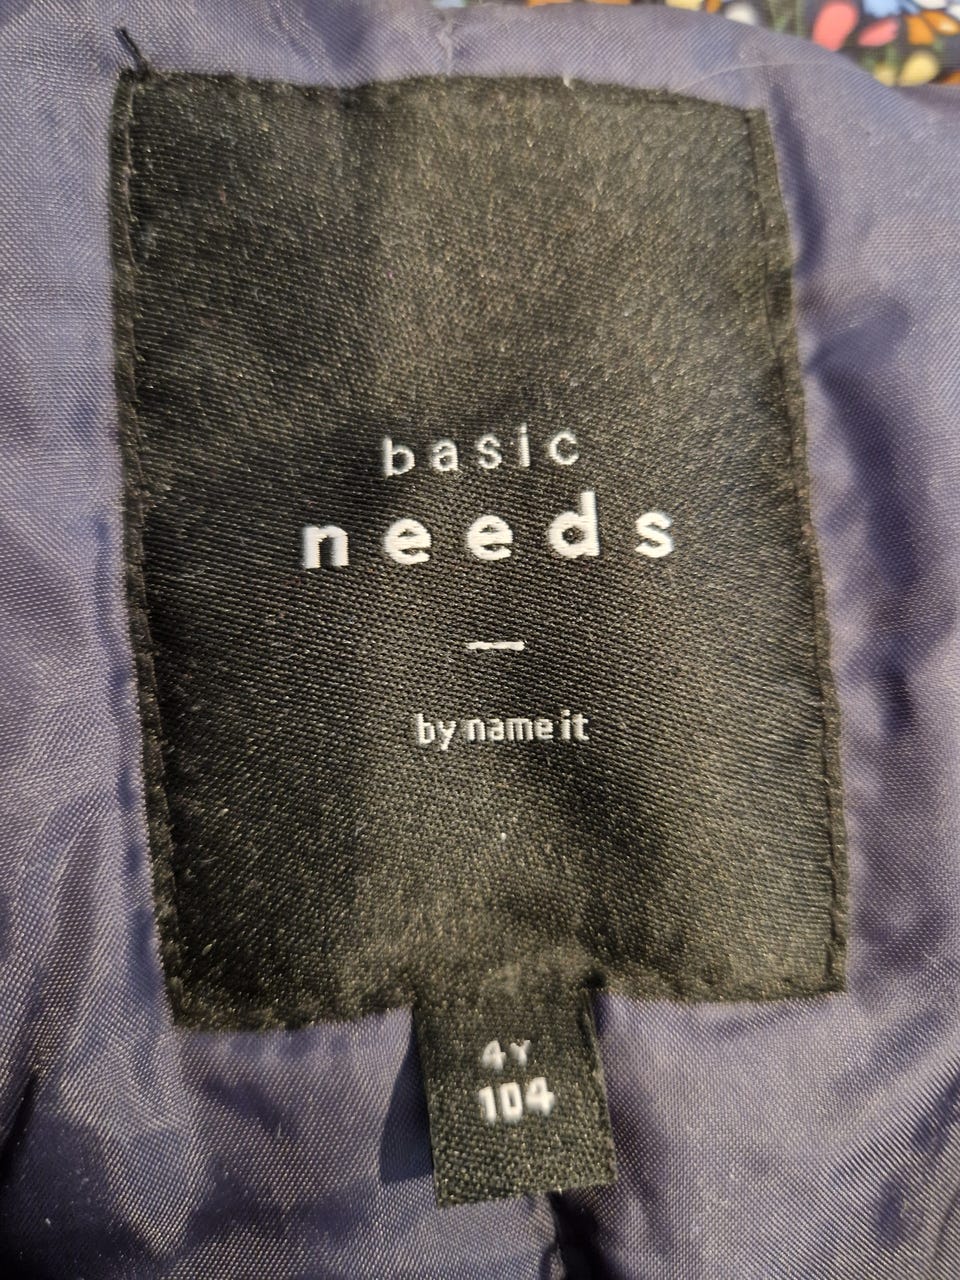 basic
needs
—
by name it
4Y
104